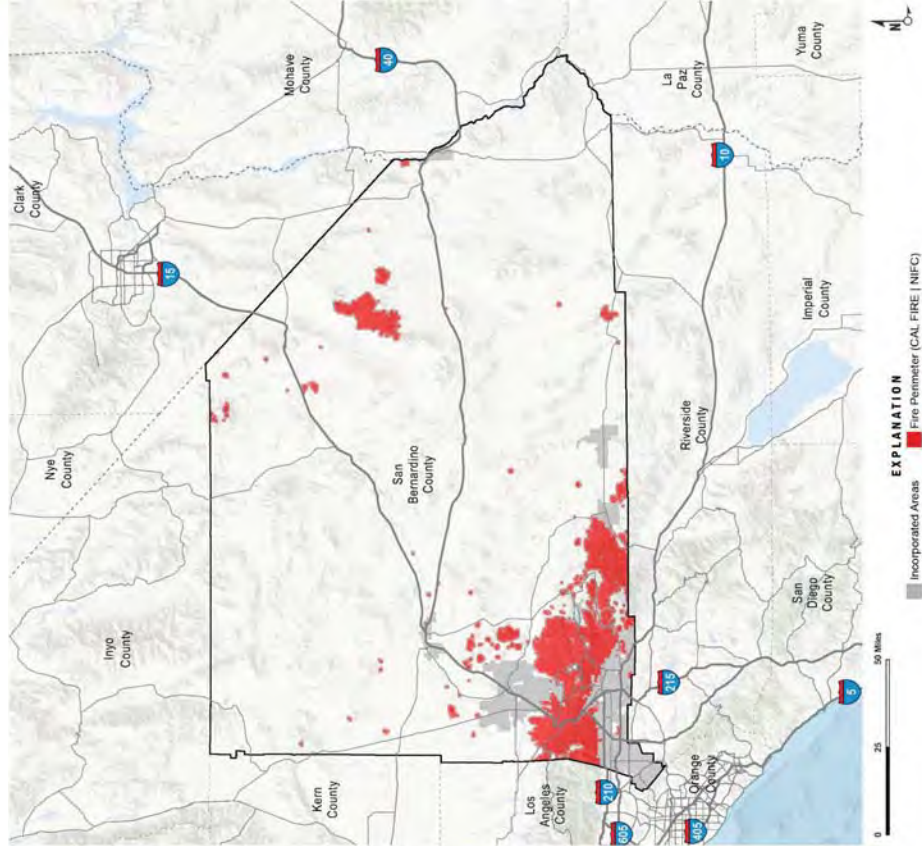 Nye
County
Clark
County
Inyo
County
15
Mohave
County
40
Kern
County
San
Bernardino
County
Los
Angeles
County
210
605
405
Orange
County
215
5
Riverside
County
San
Diego
County
Imperial
County
10
La
Paz
County
Yuma
County
0
25
50 Miles
EXPLANATION
Incorporated Areas
Fire Perimeter (CAL FIRE | NIFC)
N